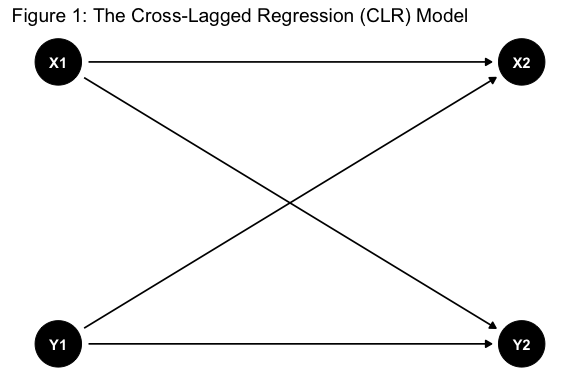 Figure 1: The Cross-Lagged Regression (CLR) Model
X1
X2
Y1
Y2